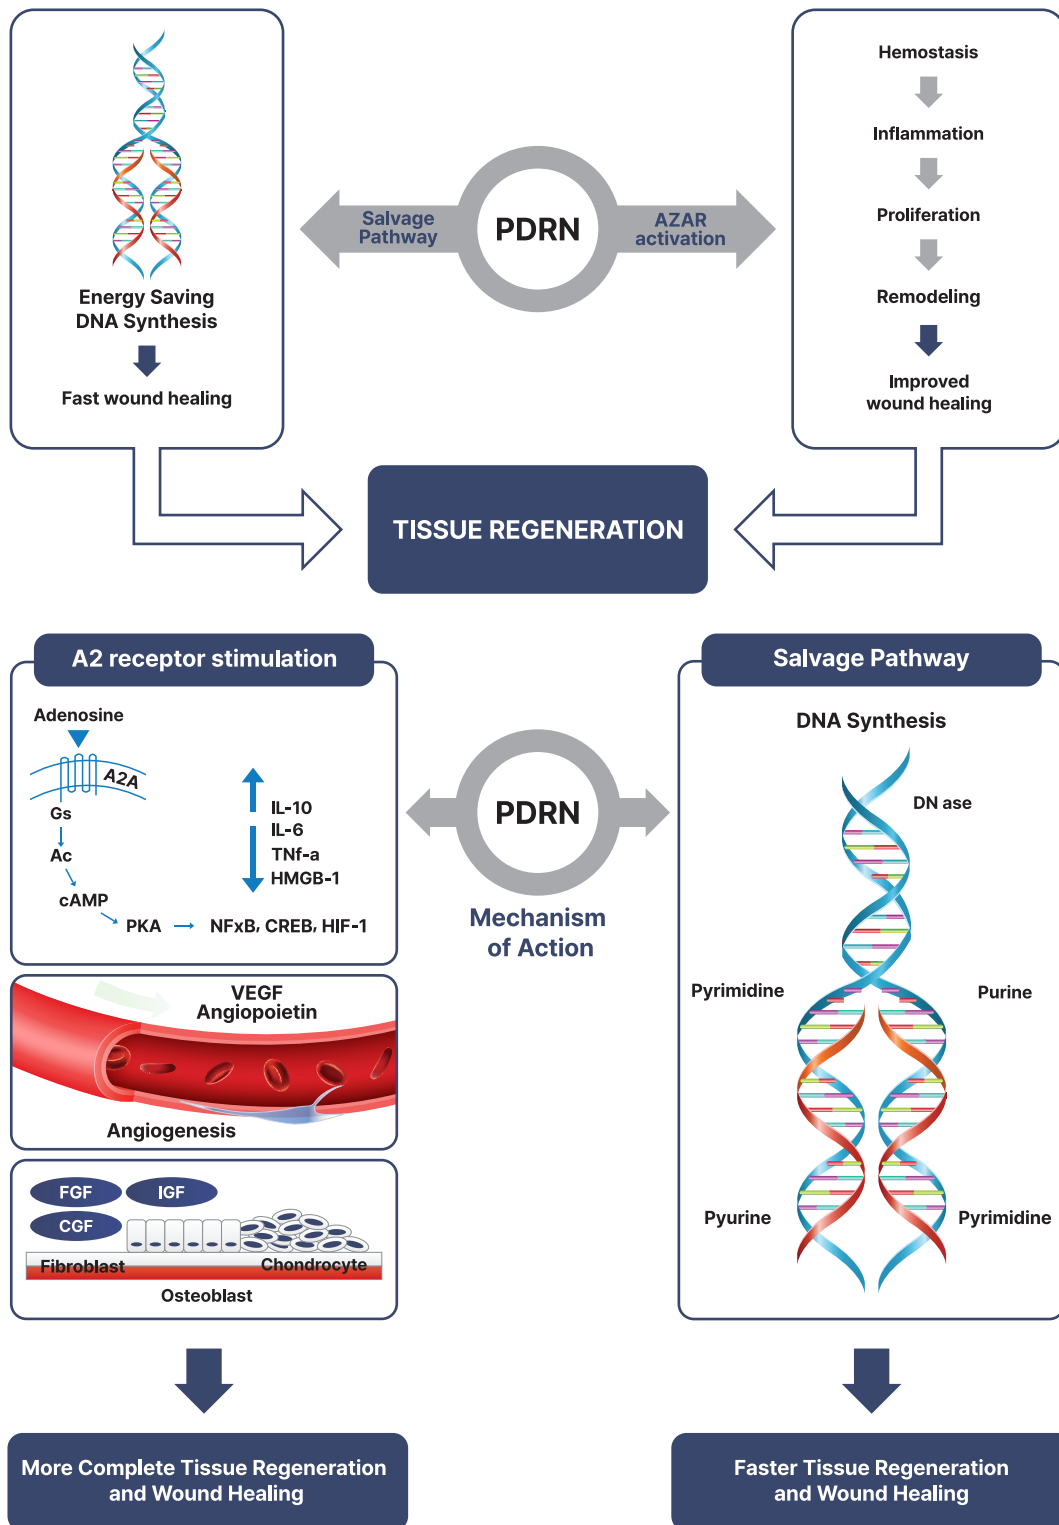 Energy Saving
DNA Synthesis
Fast wound healing
Salvage
Pathway
PDRN
AZAR
activation
Hemostasis
Inflammation
Proliferation
Remodeling
Improved
wound healing
TISSUE REGENERATION
A2 receptor stimulation
Adenosine
A2A
Gs
Ac
cAMP
PKA
NFxB, CREB, HIF-1
IL-10
IL-6
TNf-a
HMGB-1
VEGF
Angiopoietin
Angiogenesis
FGF
IGF
CGF
Fibroblast
Chondrocyte
Osteoblast
More Complete Tissue Regeneration
and Wound Healing
PDRN
Mechanism
of Action
Salvage Pathway
DNA Synthesis
DN ase
Pyrimidine
Purine
Pyurine
Pyrimidine
Faster Tissue Regeneration
and Wound Healing